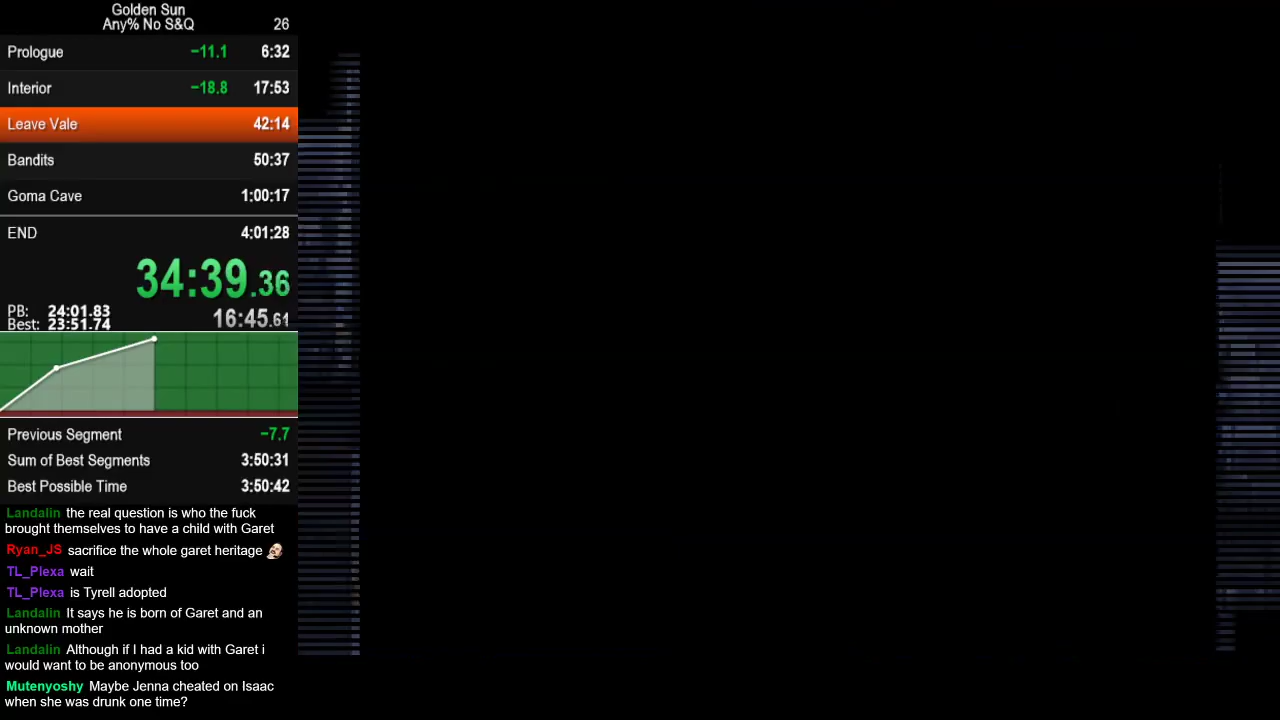 Golden Sun
Any% No S&Q 26
Prologue −11.1 6:32
Interior −18.8 17:53
Leave Vale 42:14
Bandits 50:37
Goma Cave 1:00:17
END 4:01:28
34:39.36
PB: 24:01.83
Best: 23:51.74 16:45.61
Previous Segment −7.7
Sum of Best Segments 3:50:31
Best Possible Time 3:50:42
Landalin the real question is who the fuck
brought themselves to have a child with Garet
Ryan_JS sacrifice the whole garet heritage
TL_Plexa wait
TL_Plexa is Tyrell adopted
Landalin It says he is born of Garet and an
unknown mother
Landalin Although if I had a kid with Garet i
would want to be anonymous too
Mutenyoshy Maybe Jenna cheated on Isaac
when she was drunk one time?